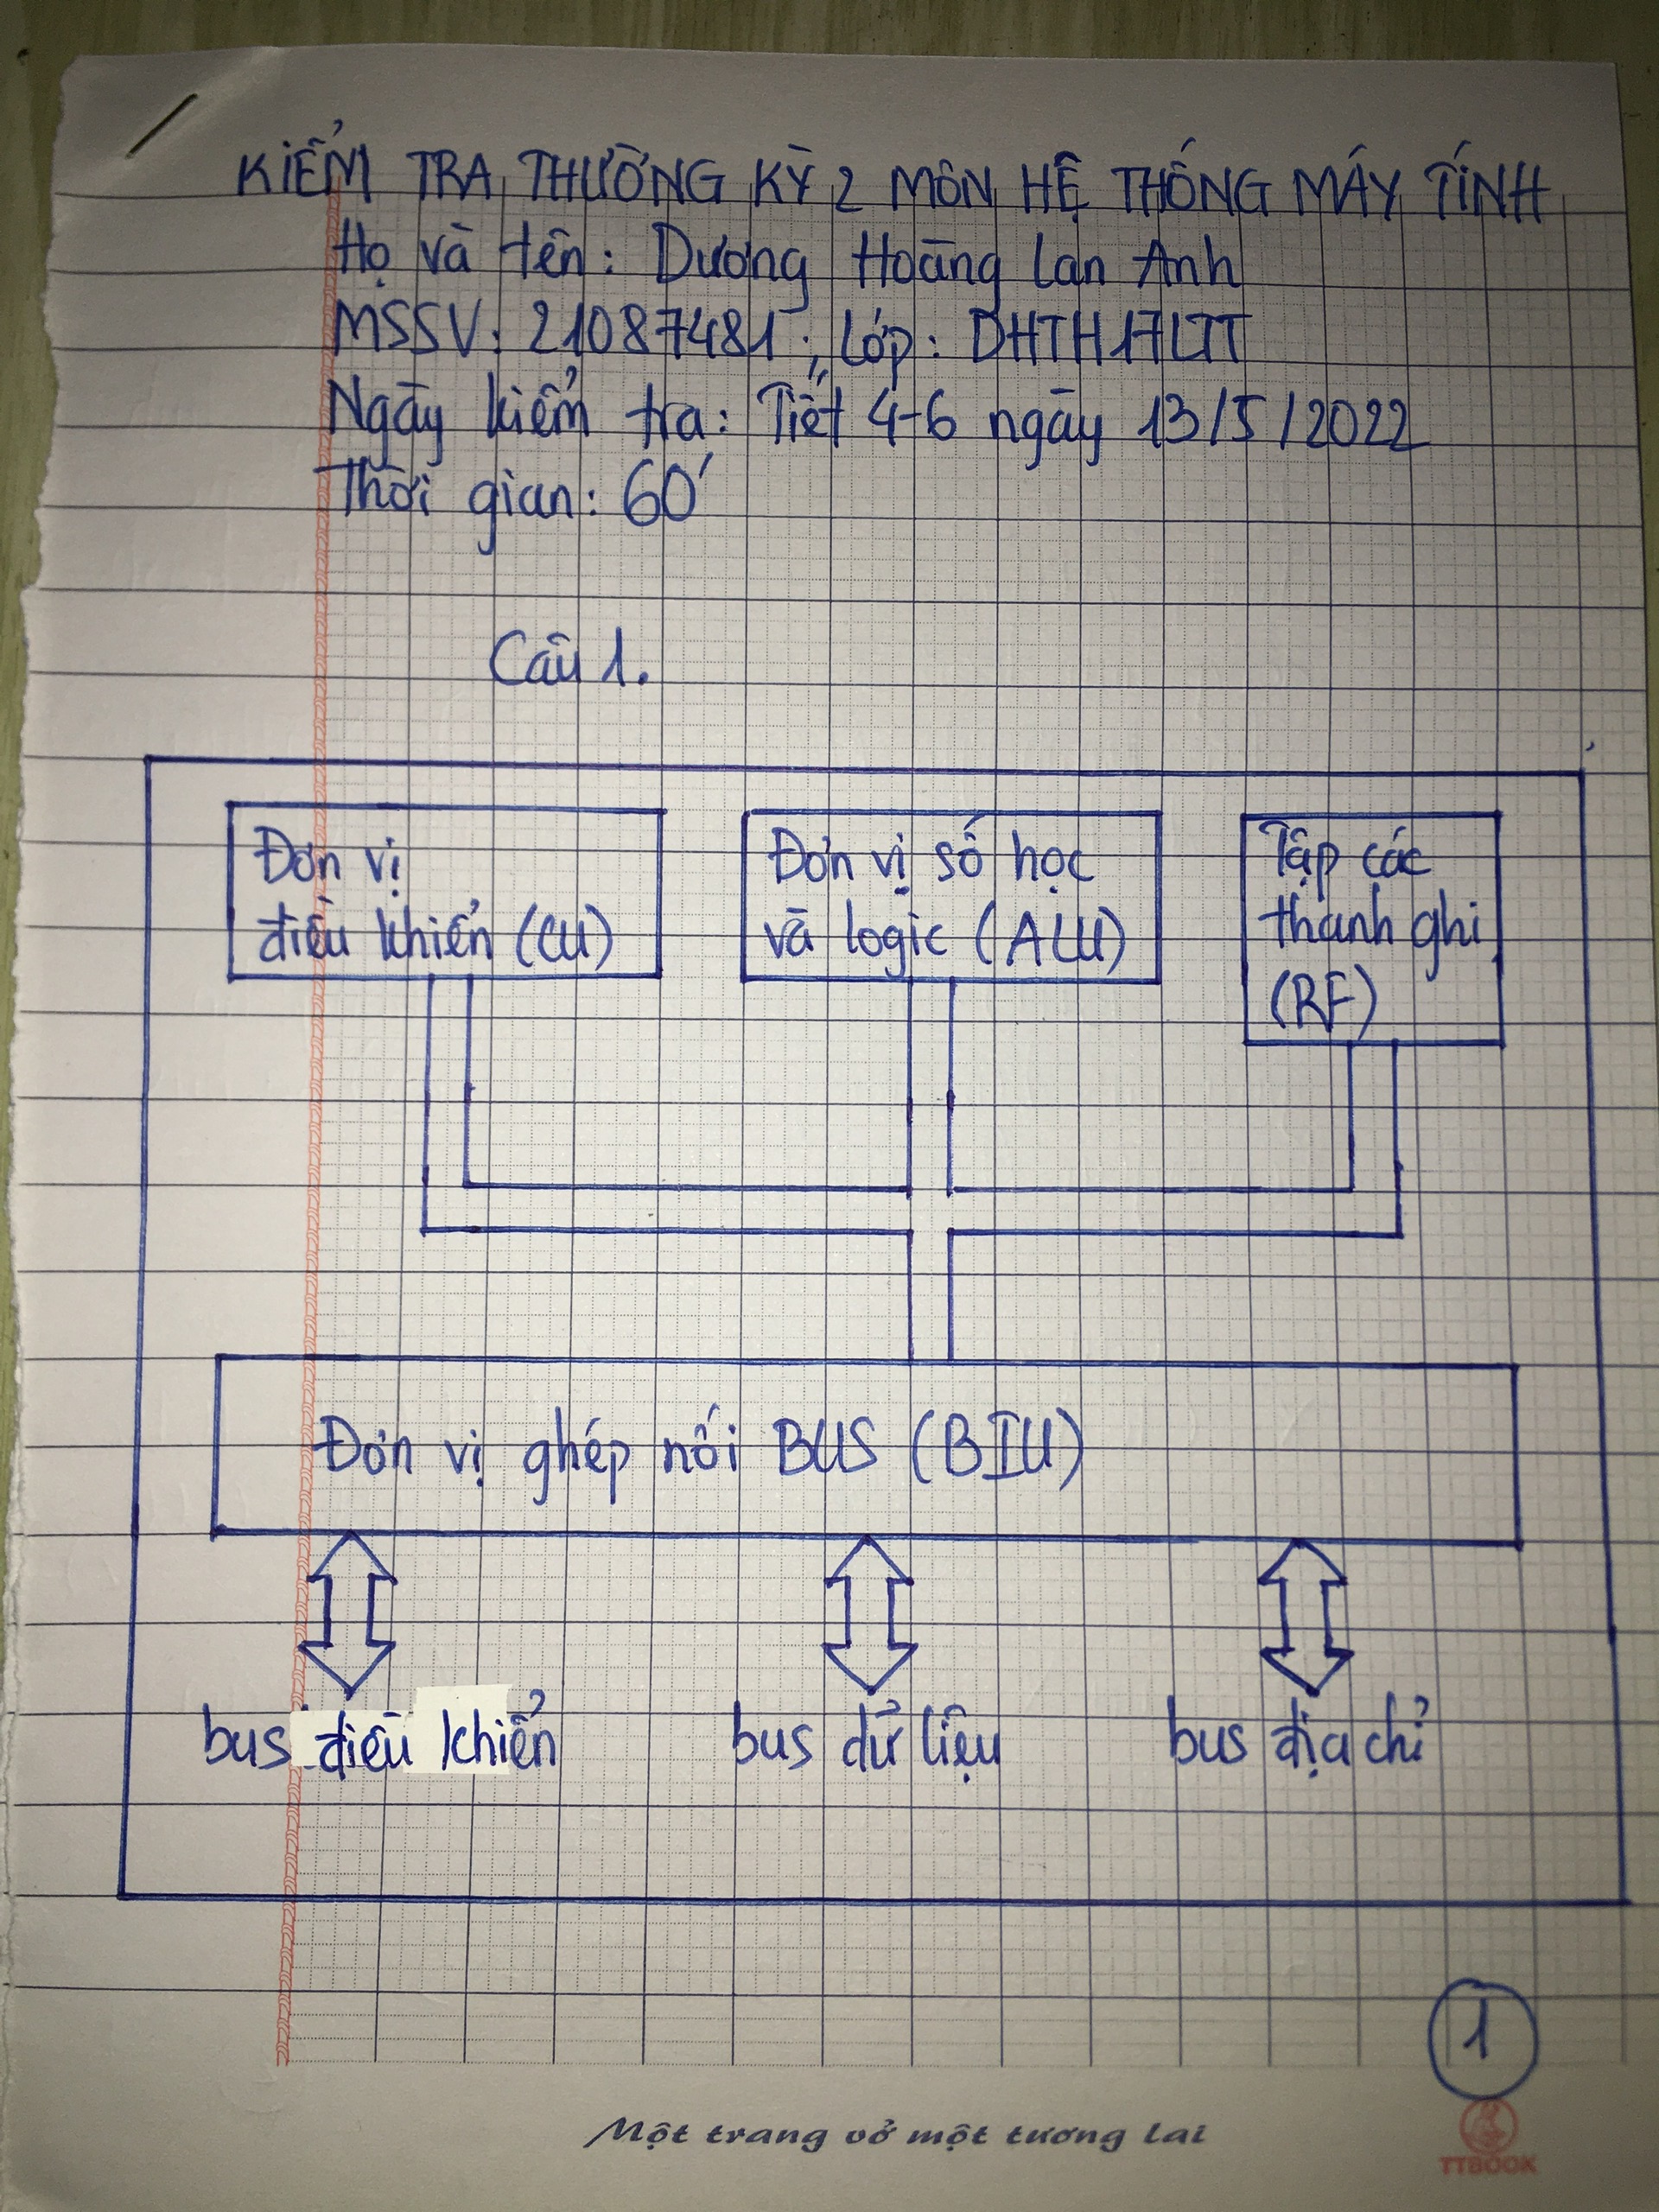 KIỂM TRA THƯỜNG KỲ 2 MÔN HỆ THỐNG MÁY TÍNH
Họ và tên: Dương Hoàng Lan Anh
MSSV: 21087481; Lớp: DHTH17LTT
Ngày kiểm tra: Tiết 4-6 ngày 13/5/2022
Thời gian: 60'
Câu 1.
Đơn vị
điều khiển (CU)
Đơn vị số học
và logic (ALU)
Tập các
thanh ghi
(RF)
Đơn vị ghép nối BUS (BIU)
bus điều khiển
bus dữ liệu
bus địa chỉ
1
Một trang vở một tương lai
TTBOOK